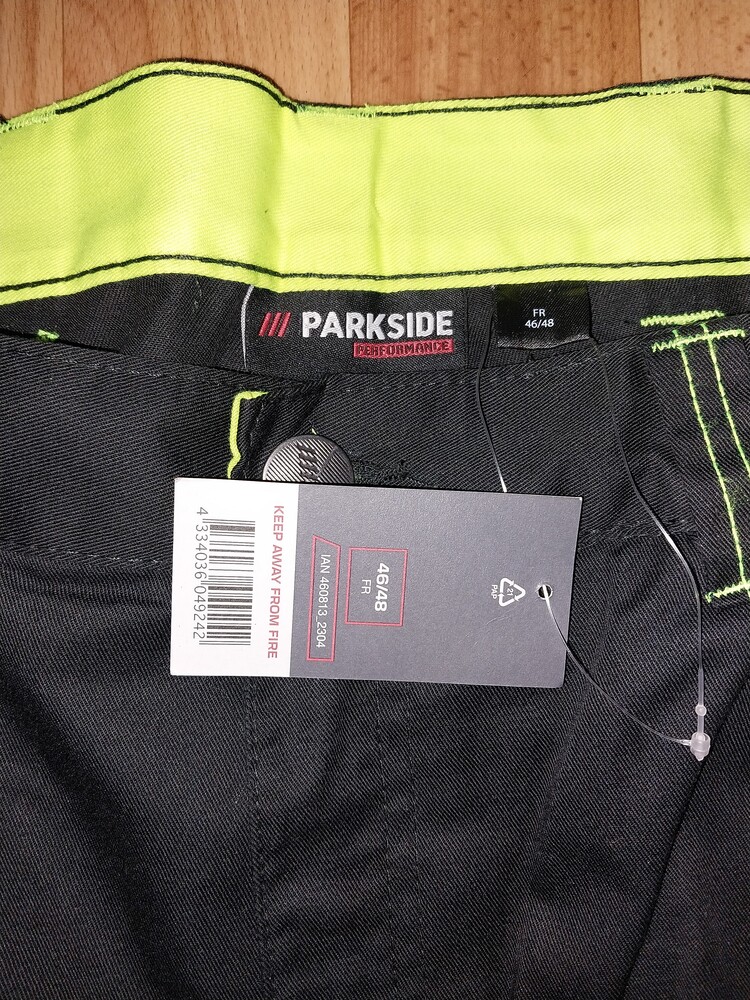 /// PARKSIDE
PERFORMANCE
FR
46/48
46/48
FR
IAN 460813_2304
KEEP AWAY FROM FIRE
4 334036 049242
21
PAP